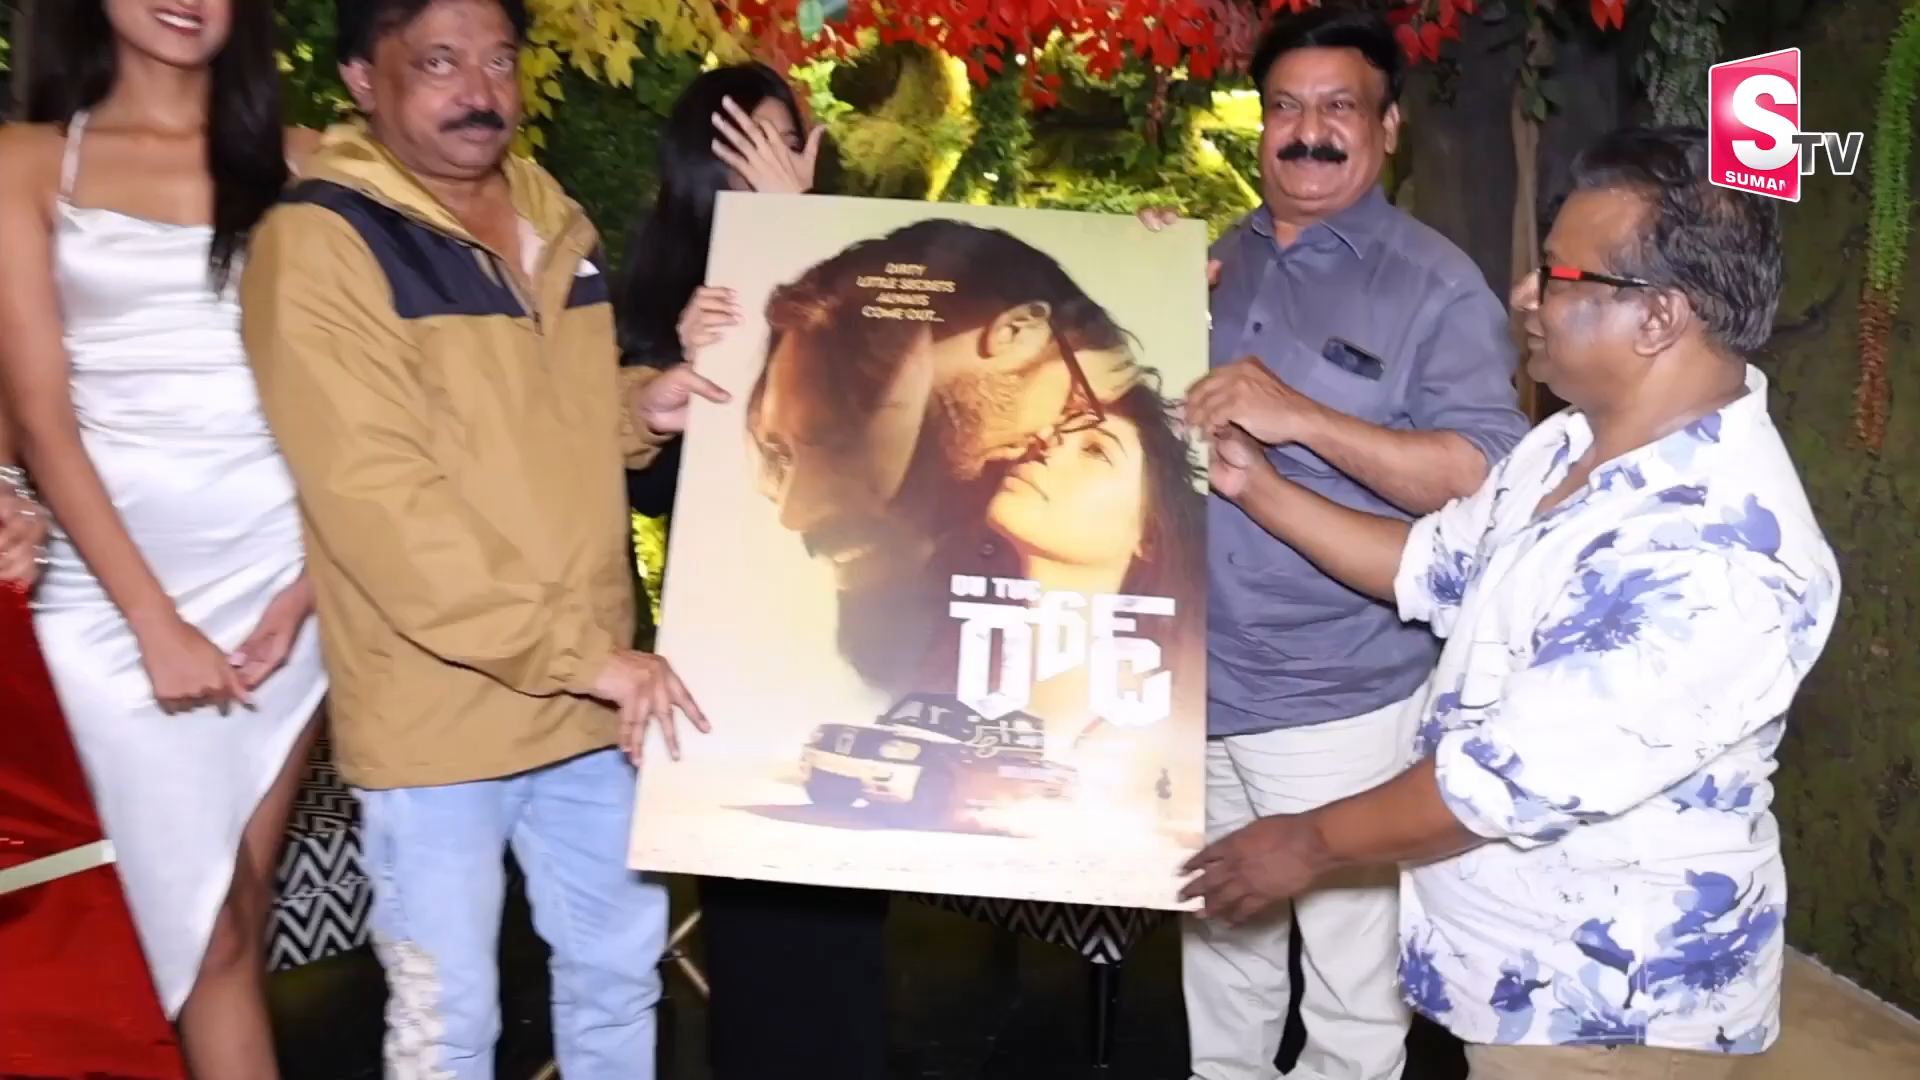 DIRTY
LITTLE SECRETS
ALWAYS
COME OUT...
రోడ్
S TV
SUMAN